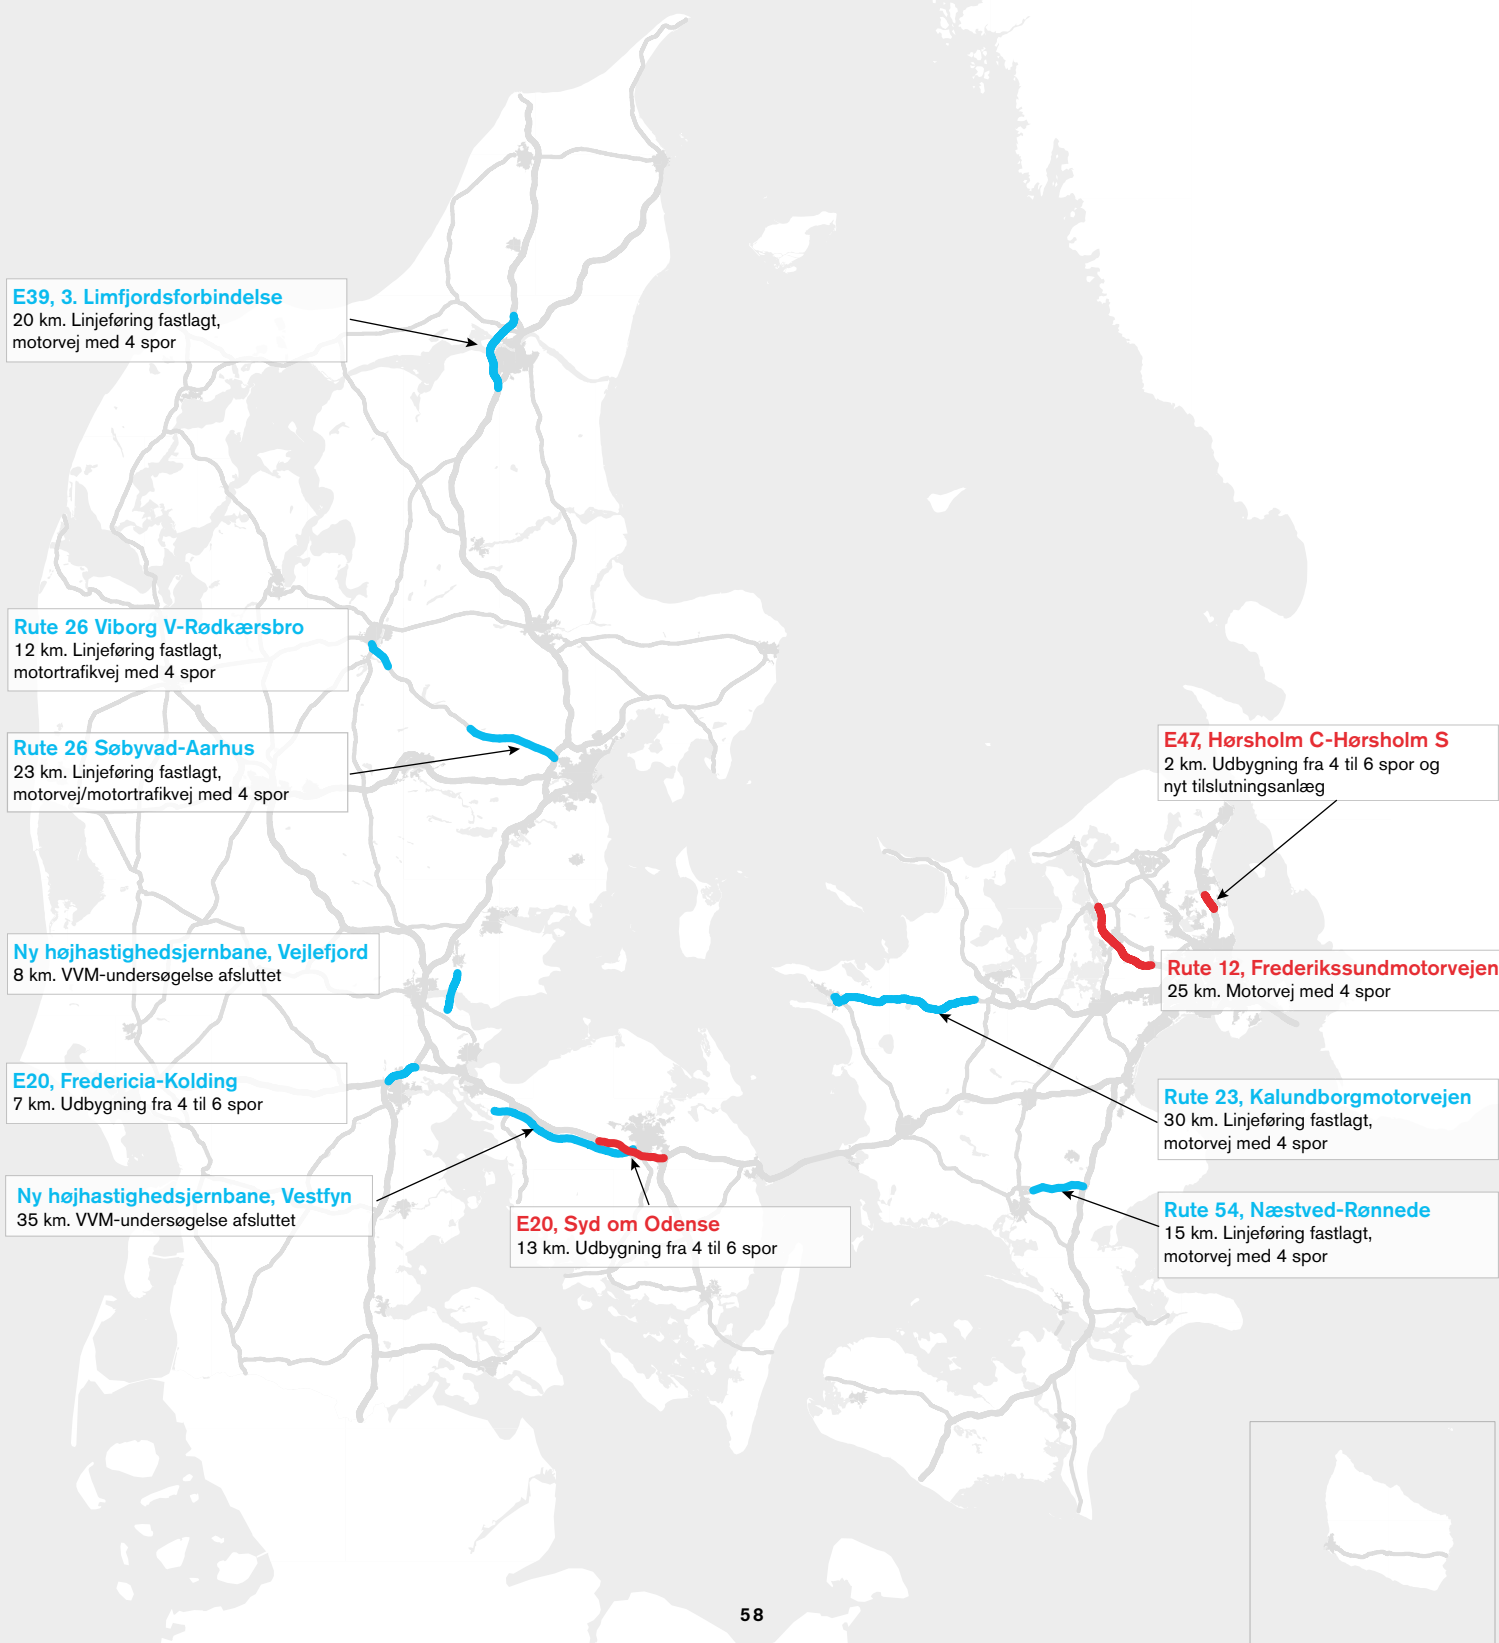 E39, 3. Limfjordsforbindelse
20 km. Linjeføring fastlagt,
motorvej med 4 spor
Rute 26 Viborg V-Rødkærsbro
12 km. Linjeføring fastlagt,
motortrafikvej med 4 spor
Rute 26 Søbyvad-Aarhus
23 km. Linjeføring fastlagt,
motorvej/motortrafikvej med 4 spor
Ny højhastighedsjernbane, Vejlefjord
8 km. VVM-undersøgelse afsluttet
E20, Fredericia-Kolding
7 km. Udbygning fra 4 til 6 spor
Ny højhastighedsjernbane, Vestfyn
35 km. VVM-undersøgelse afsluttet
E20, Syd om Odense
13 km. Udbygning fra 4 til 6 spor
E47, Hørsholm C-Hørsholm S
2 km. Udbygning fra 4 til 6 spor og
nyt tilslutningsanlæg
Rute 12, Frederikssundmotorvejen
25 km. Motorvej med 4 spor
Rute 23, Kalundborgmotorvejen
30 km. Linjeføring fastlagt,
motorvej med 4 spor
Rute 54, Næstved-Rønnede
15 km. Linjeføring fastlagt,
motorvej med 4 spor
58